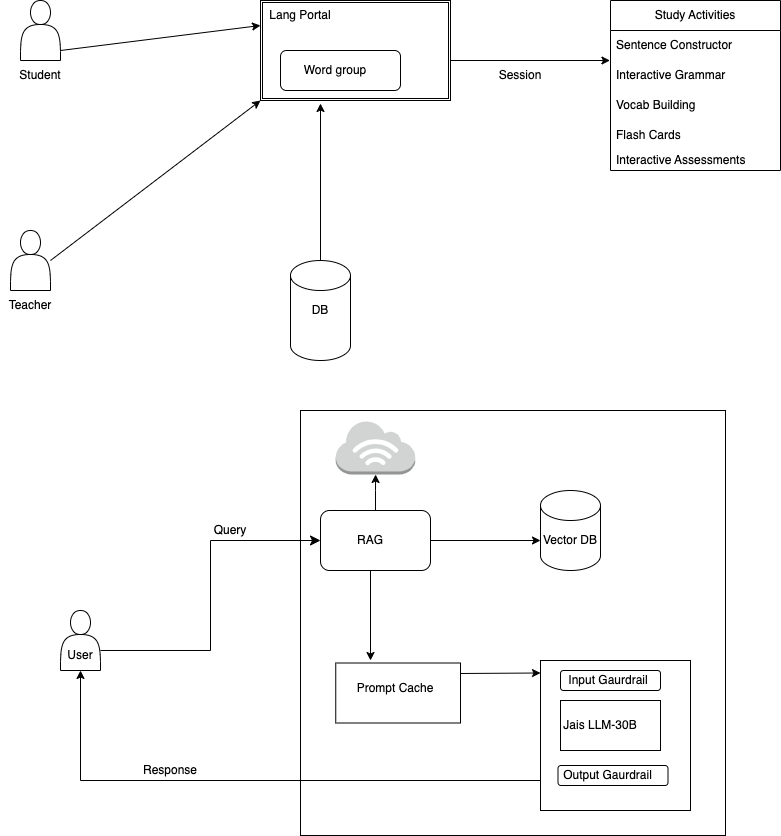 Lang Portal
Word group
Student
Session
Study Activities
Sentence Constructor
Interactive Grammar
Vocab Building
Flash Cards
Interactive Assessments
Teacher
DB
Query
RAG
Vector DB
User
Prompt Cache
Input Gaurdrail
Jais LLM-30B
Output Gaurdrail
Response